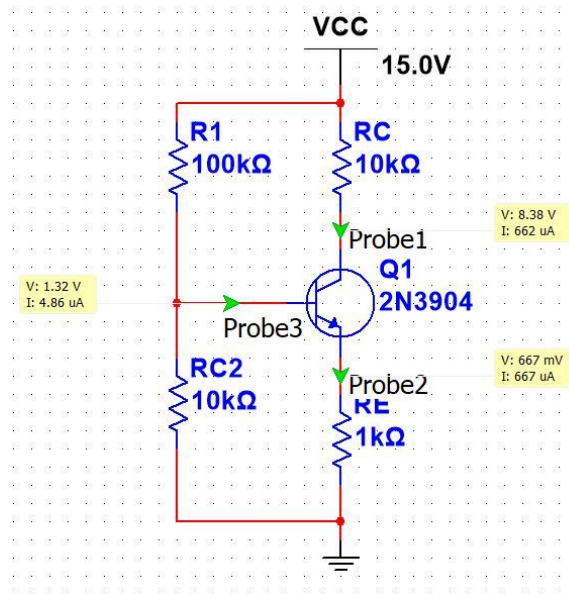 VCC
15.0V
R1
100kΩ
RC
10kΩ
V: 8.38 V
I: 662 uA
Probe1
Q1
2N3904
V: 1.32 V
I: 4.86 uA
Probe3
V: 667 mV
I: 667 uA
Probe2
RC2
10kΩ
RE
1kΩ